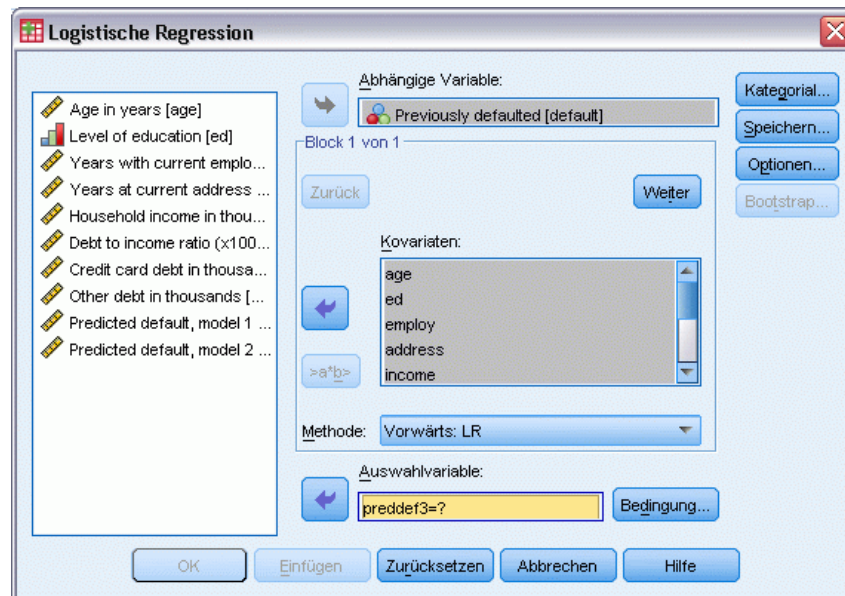 Logistische Regression
Age in years [age]
Level of education [ed]
Years with current emplo...
Years at current address ...
Household income in thou...
Debt to income ratio (x100...
Credit card debt in thousa...
Other debt in thousands [...
Predicted default, model 1 ...
Predicted default, model 2 ...
Abhängige Variable:
Previously defaulted [default]
Block 1 von 1
Zurück
Weiter
Kovariaten:
age
ed
employ
address
income
>a*b>
Methode:
Vorwärts: LR
Auswahlvariable:
preddef3=?
Bedingung...
Kategorial...
Speichern...
Optionen...
Bootstrap...
OK
Einfügen
Zurücksetzen
Abbrechen
Hilfe